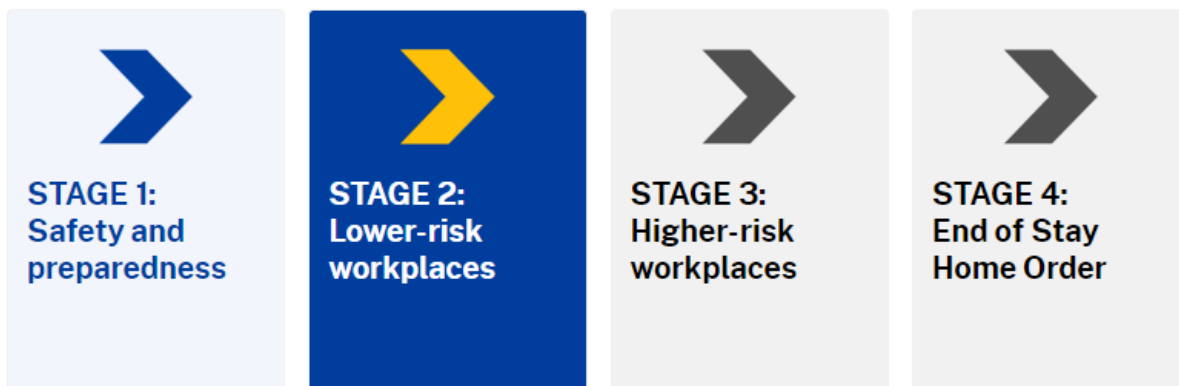 STAGE 1:
Safety and
preparedness
STAGE 2:
Lower-risk
workplaces
STAGE 3:
Higher-risk
workplaces
STAGE 4:
End of Stay
Home Order